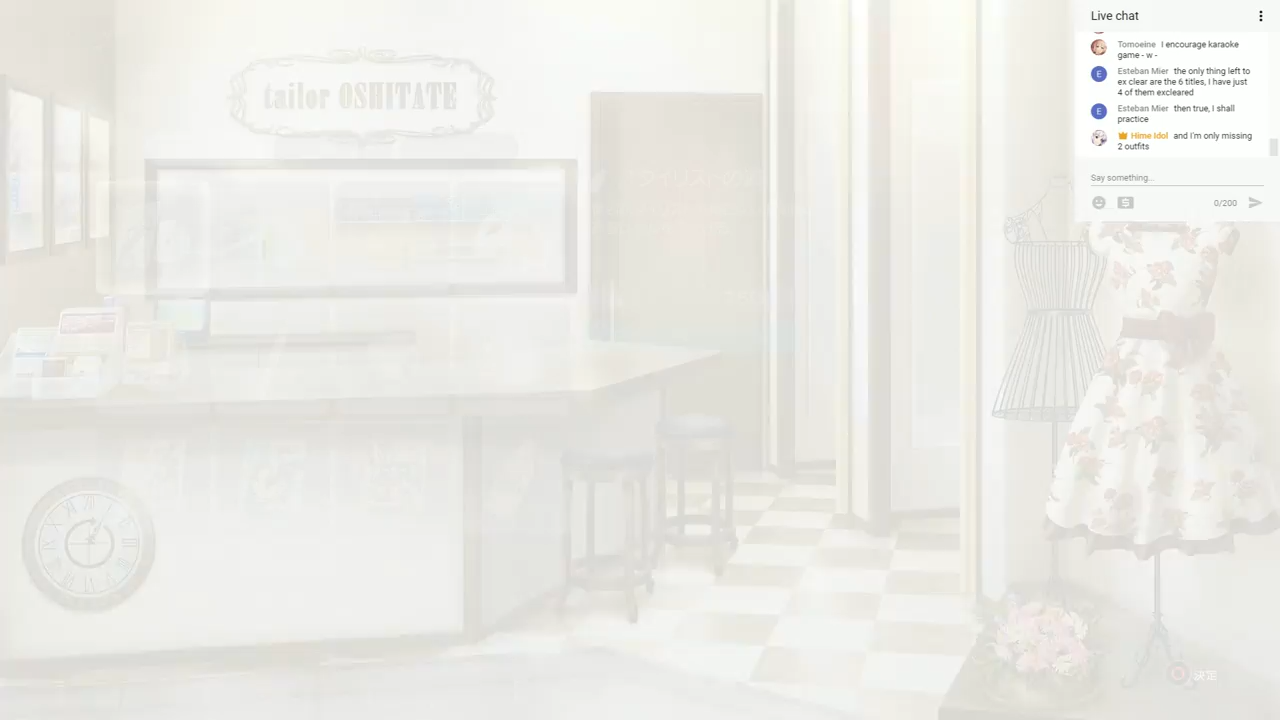 tailor OSHITATE
Live chat
Tomoeine I encourage karaoke
game - w -
E Esteban Mier the only thing left to
ex clear are the 6 titles, I have just
4 of them excleared
E Esteban Mier then true, I shall
practice
Hime Idol and I'm only missing
2 outfits
Say something...
0/200
決定